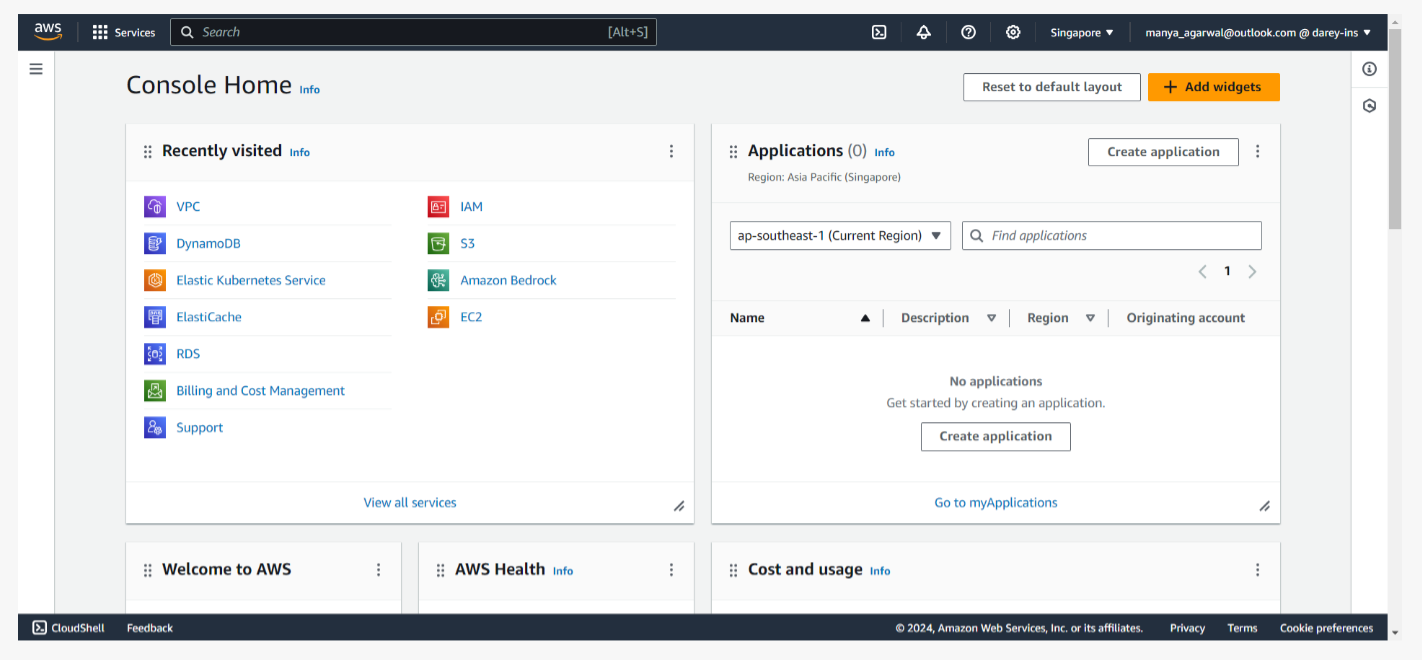 aws
Services
Search [Alt+S]
Singapore ▼
manya_agarwal@outlook.com @ darey-ins ▼
Console Home Info
Reset to default layout
+ Add widgets
Recently visited Info
VPC
DynamoDB
Elastic Kubernetes Service
ElastiCache
RDS
Billing and Cost Management
Support
IAM
S3
Amazon Bedrock
EC2
View all services
Applications (0) Info
Create application
Region: Asia Pacific (Singapore)
ap-southeast-1 (Current Region) ▼
Find applications
1
Name ▲ Description ▽ Region ▽ Originating account
No applications
Get started by creating an application.
Create application
Go to myApplications
Welcome to AWS
AWS Health Info
Cost and usage Info
CloudShell Feedback
© 2024, Amazon Web Services, Inc. or its affiliates. Privacy Terms Cookie preferences